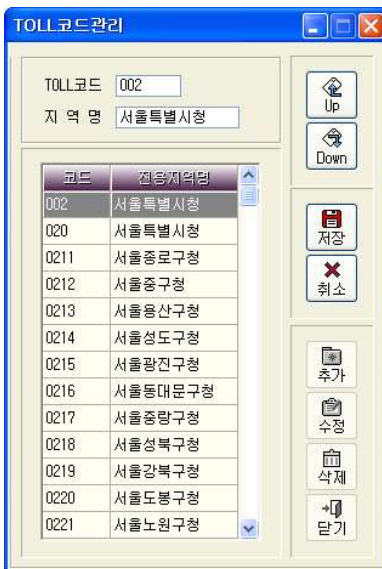 TOLL코드관리
TOLL코드 002
지 역 명 서울특별시청
코드 전용지역명
002 서울특별시청
020 서울특별시청
0211 서울종로구청
0212 서울중구청
0213 서울용산구청
0214 서울성도구청
0215 서울광진구청
0216 서울동대문구청
0217 서울중랑구청
0218 서울성북구청
0219 서울강북구청
0220 서울도봉구청
0221 서울노원구청
Up
Down
저장
취소
추가
수정
삭제
닫기